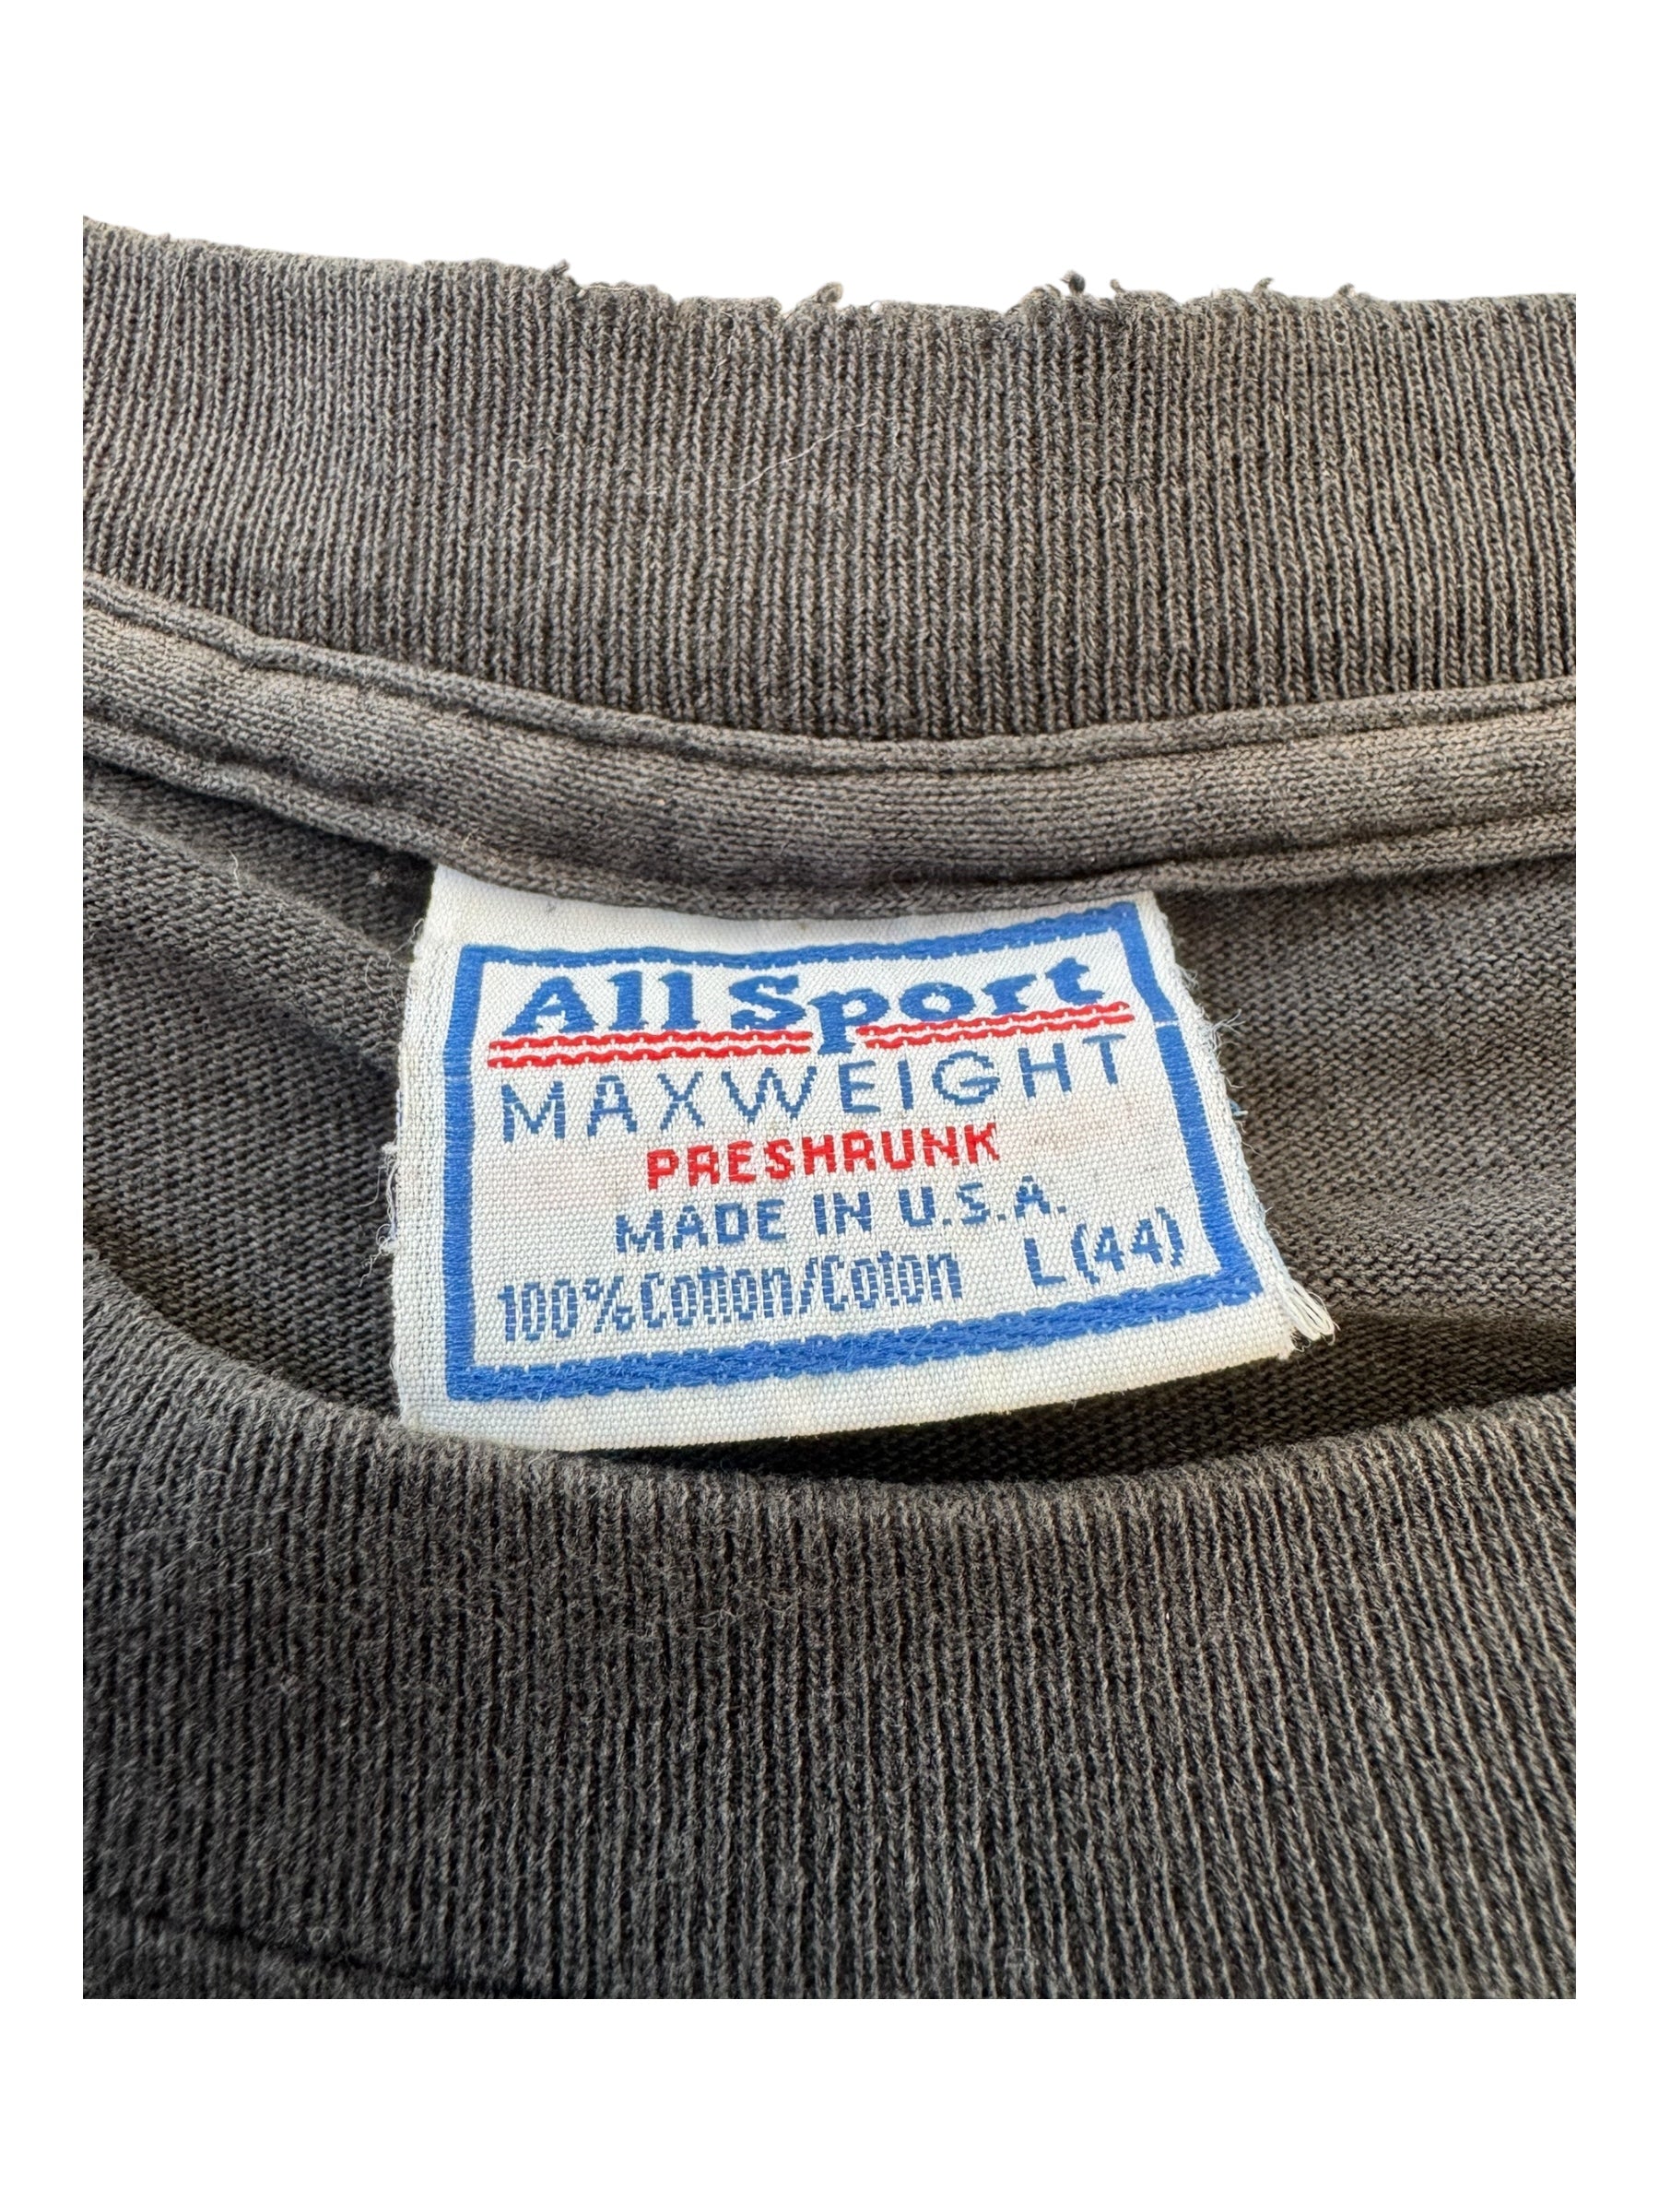 All Sport
MAXWEIGHT
PRESHRUNK
MADE IN U.S.A.
100% Cotton/Coton L(44)